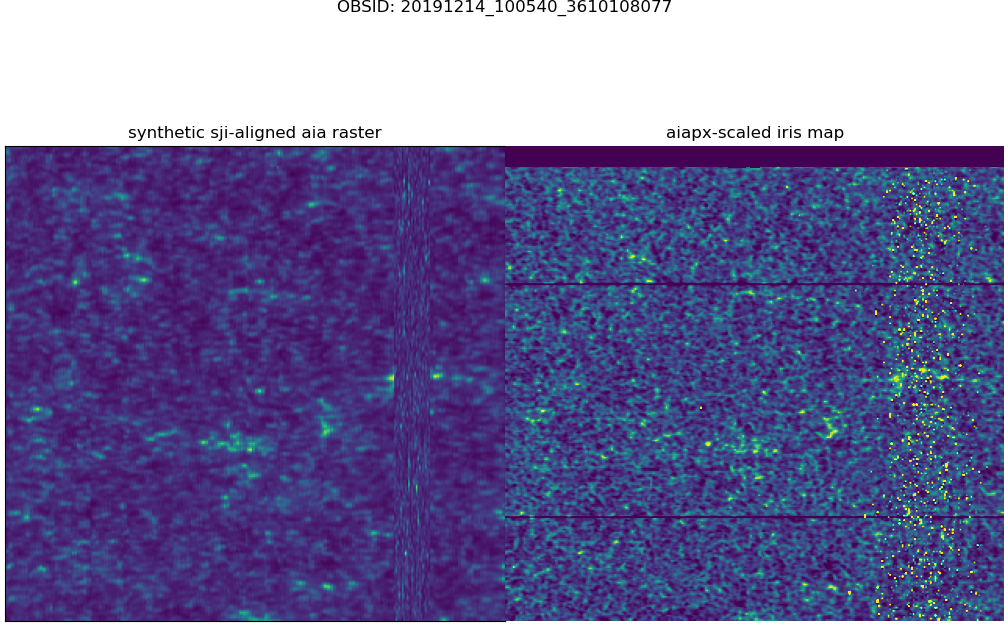 OBSID: 20191214_100540_3610108077
synthetic sji-aligned aia raster
aiapx-scaled iris map